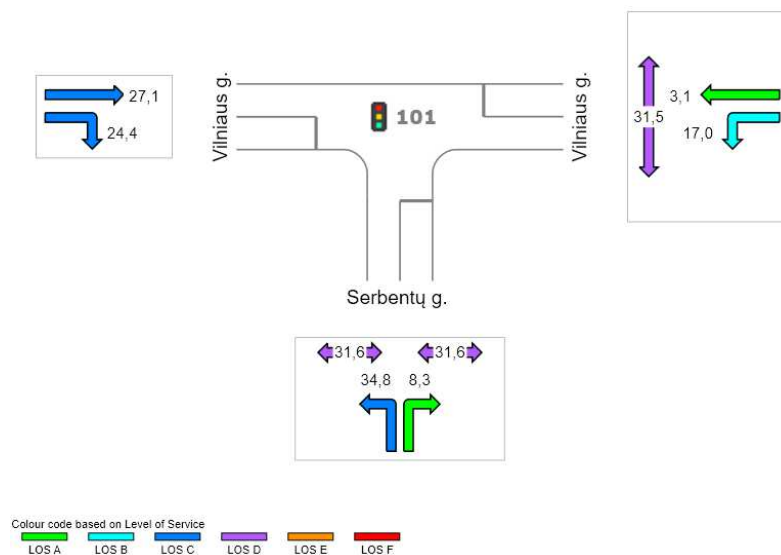 27,1
24,4
Vilniaus g.
101
Vilniaus g.
3,1
31,5
17,0
Serbentų g.
31,6
31,6
34,8
8,3
Colour code based on Level of Service
LOS A
LOS B
LOS C
LOS D
LOS E
LOS F